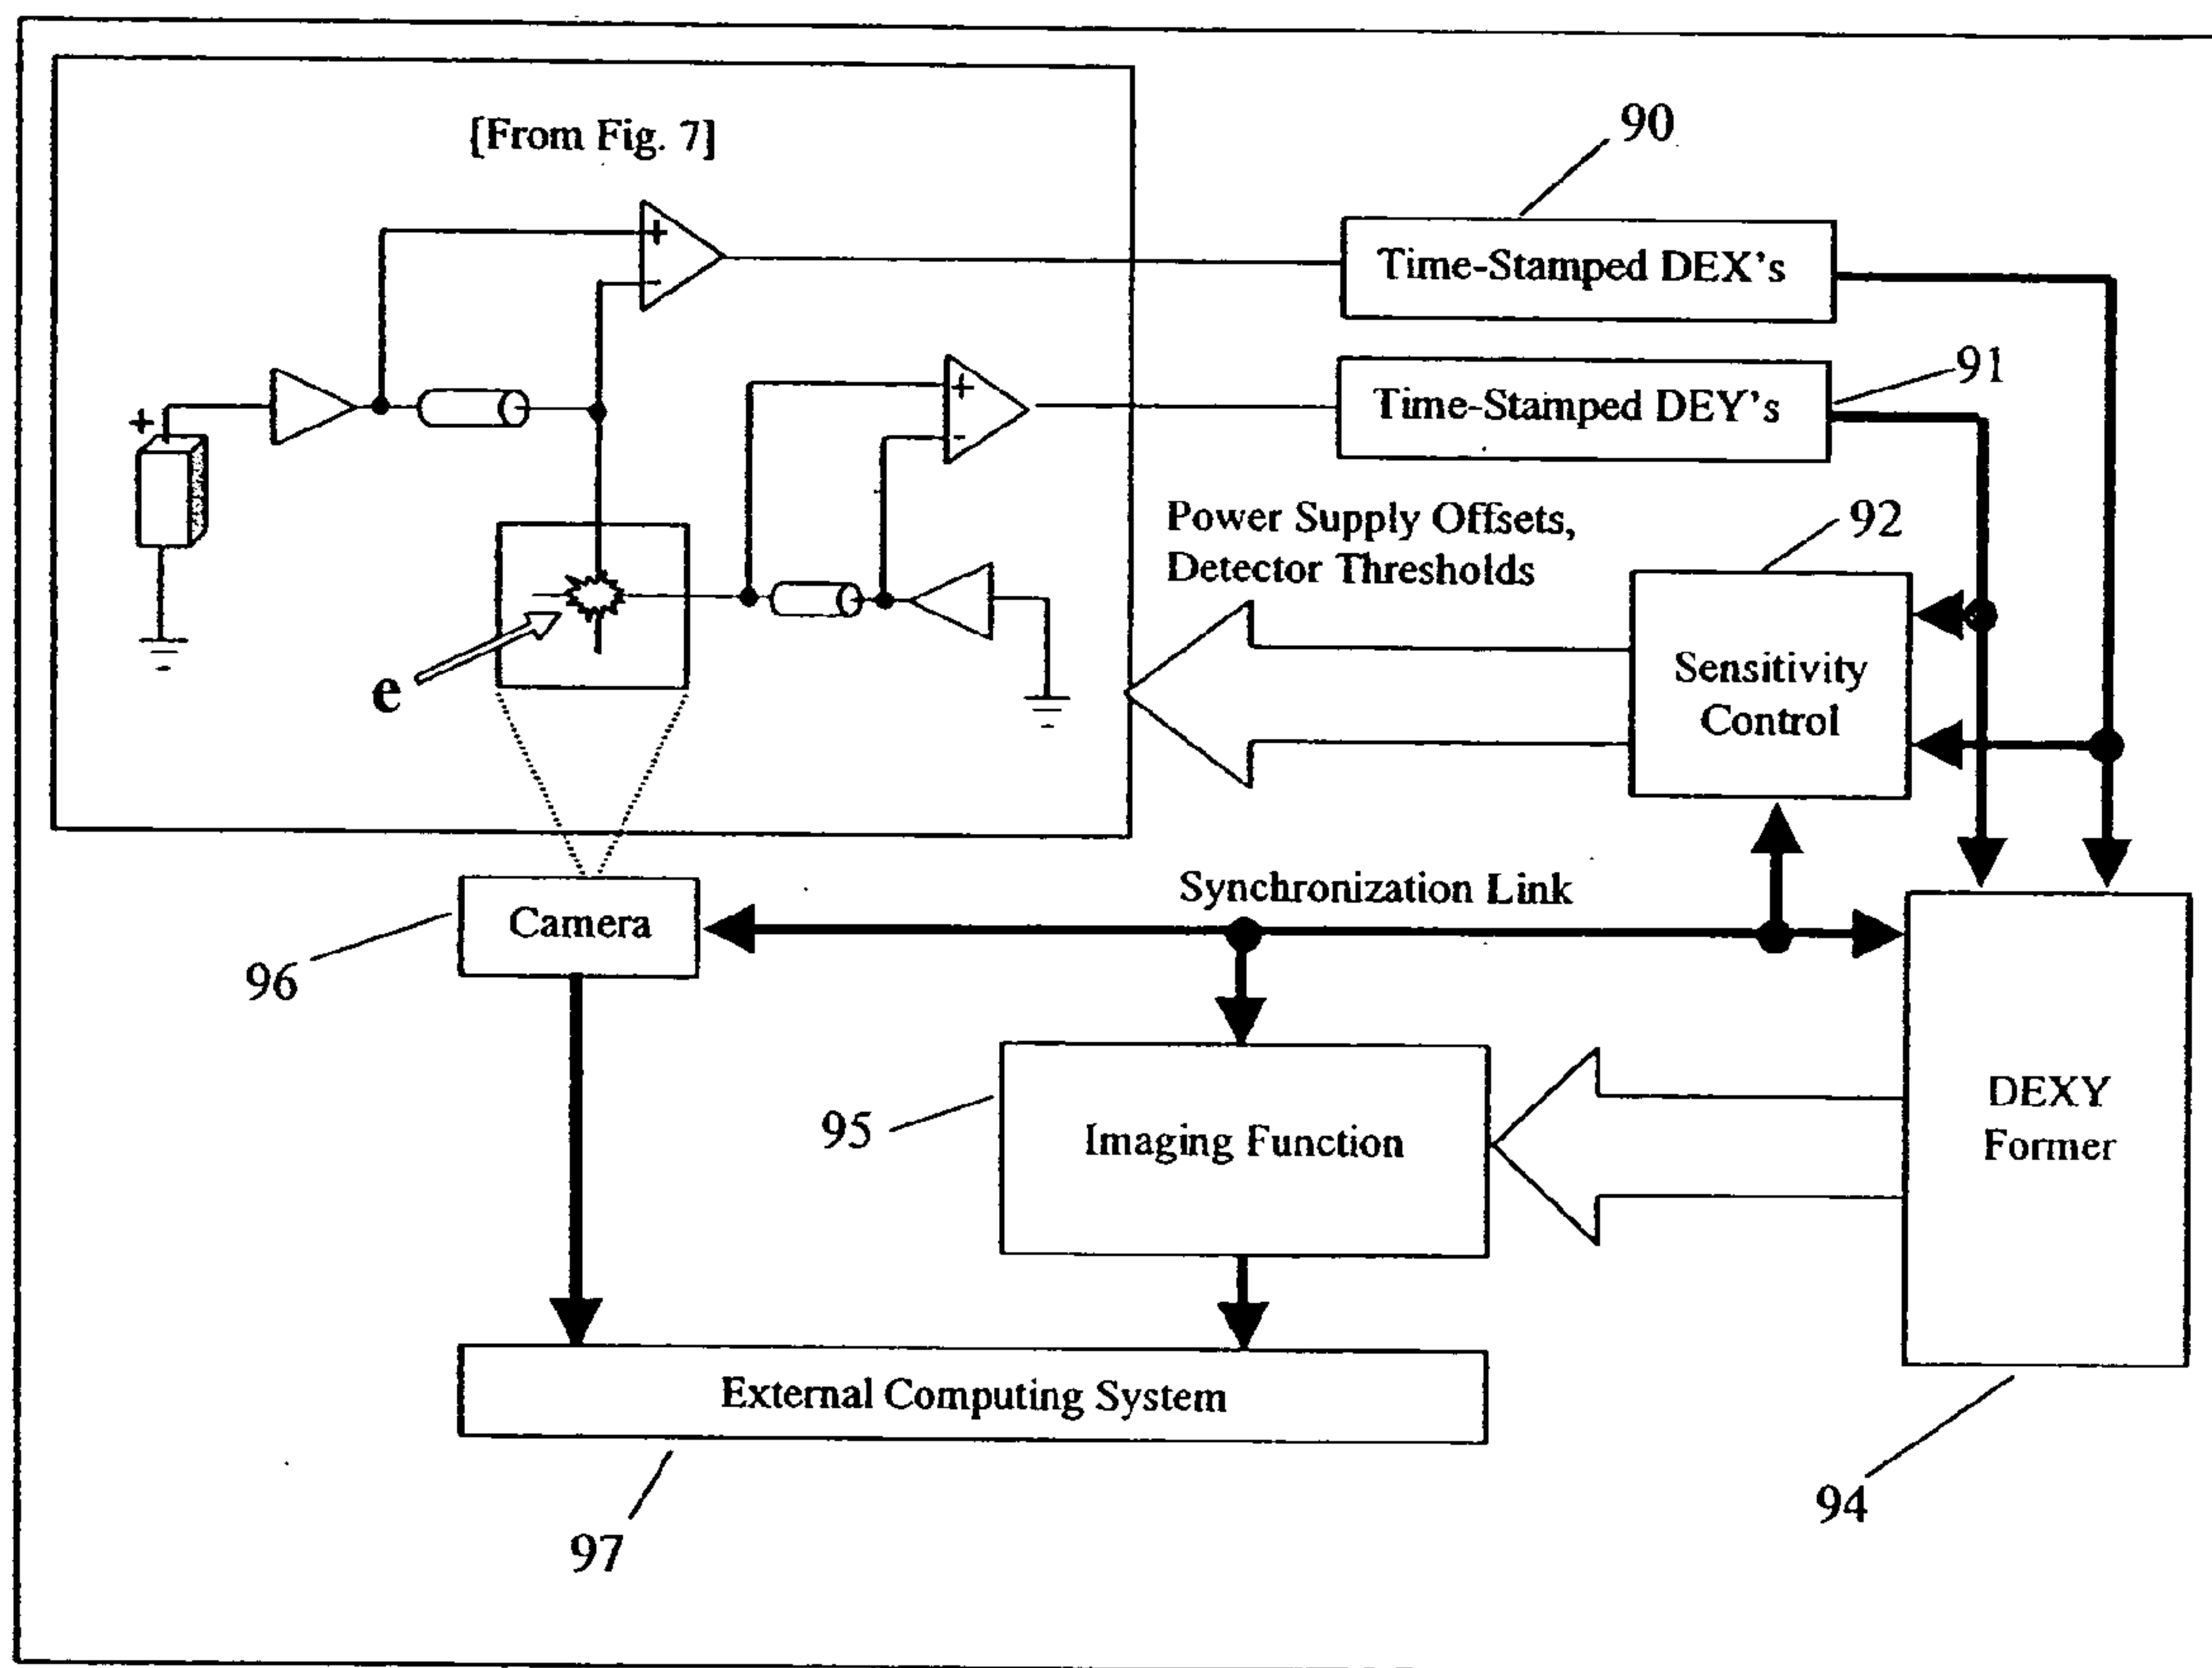 [From Fig. 7]
90
+
-
Time-Stamped DEX's
91
+
-
Time-Stamped DEY's
+
Power Supply Offsets,
Detector Thresholds
92
Sensitivity
Control
e
Synchronization Link
Camera
96
95
Imaging Function
DEXY
Former
External Computing System
94
97